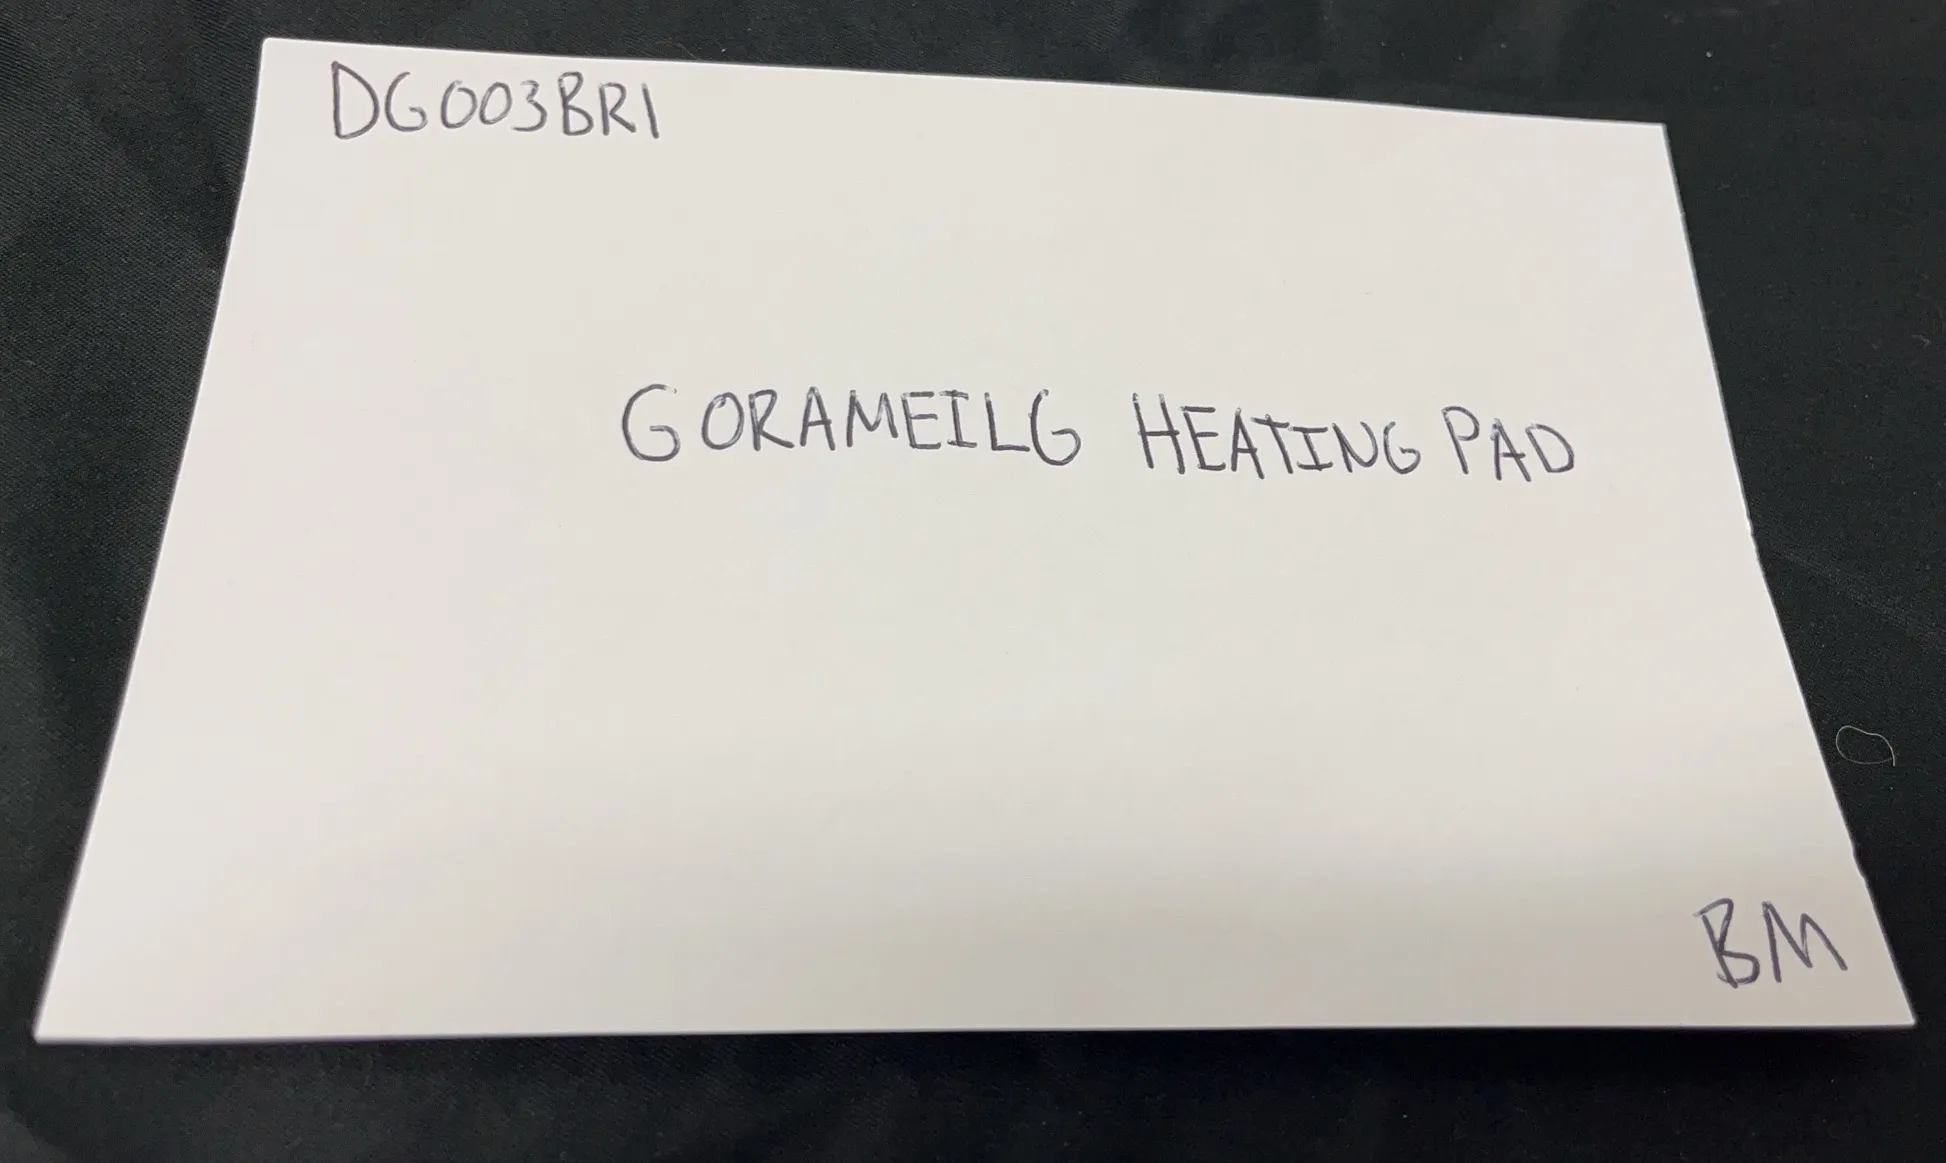 DG003BR1
GORAMEILG HEATING PAD
BM